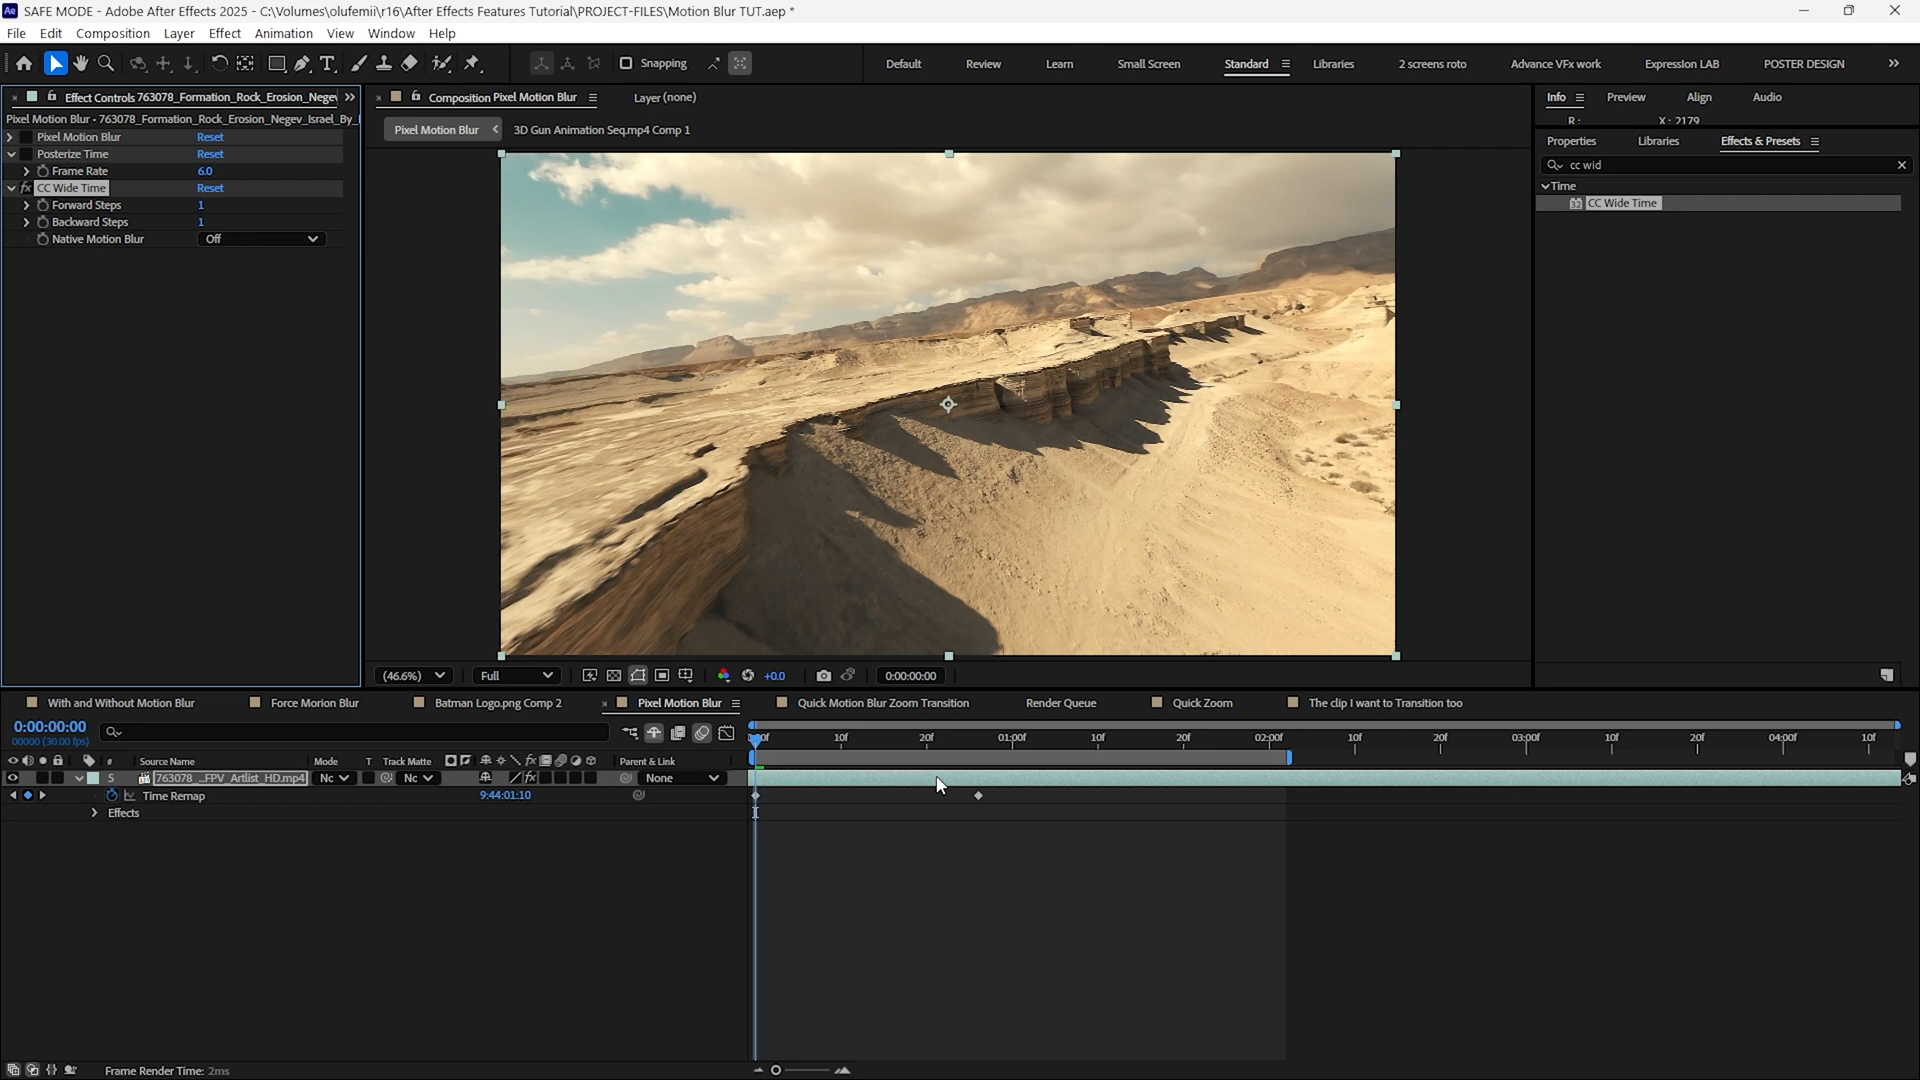 SAFE MODE - Adobe After Effects 2025 - C:\Volumes\olufemii\r16\After Effects Features Tutorial\PROJECT-FILES\Motion Blur TUT.aep *
File Edit Composition Layer Effect Animation View Window Help
Snapping
Default Review Learn Small Screen Standard Libraries 2 screens roto Advance VFx work Expression LAB POSTER DESIGN
Effect Controls 763078_Formation_Rock_Erosion_Negev
Composition Pixel Motion Blur
Layer (none)
Info Preview Align Audio
Pixel Motion Blur - 763078_Formation_Rock_Erosion_Negev_Israel_By_
R: X: 2179
Pixel Motion Blur < 3D Gun Animation Seq.mp4 Comp 1
Pixel Motion Blur Reset
Properties Libraries Effects & Presets
Posterize Time Reset
cc wid
Frame Rate 6.0
CC Wide Time Reset
Time
Forward Steps 1
CC Wide Time
Backward Steps 1
Native Motion Blur Off
(46.6%) Full +0.0 0:00:00:00
With and Without Motion Blur Force Morion Blur Batman Logo.png Comp 2 Pixel Motion Blur Quick Motion Blur Zoom Transition Render Queue Quick Zoom The clip I want to Transition too
0:00:00:00
00000 (30.00 fps)
10f 20f 01:00f 10f 20f 02:00f 10f 20f 03:00f 10f 20f 04:00f 10f
# Source Name Mode T Track Matte Parent & Link
5 763078_...FPV_Artlist_HD.mp4 Nc Nc None
Time Remap 9:44:01:10
Effects
Frame Render Time: 2ms